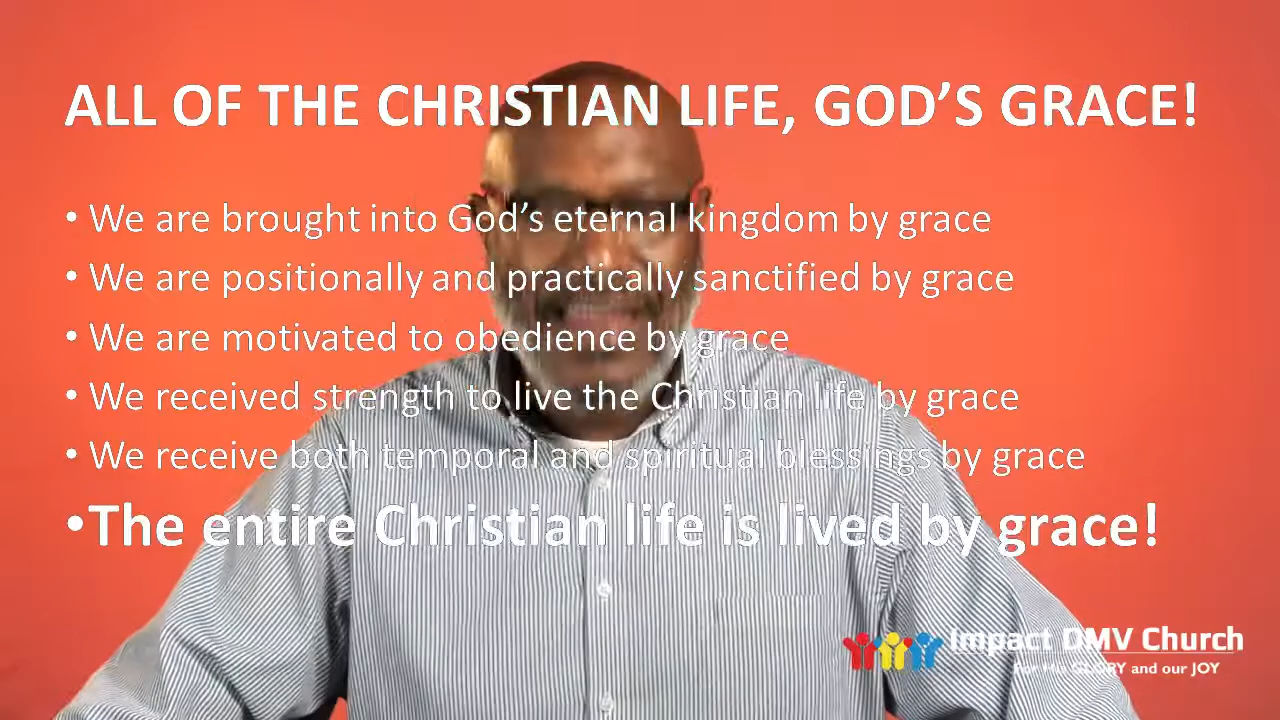 ALL OF THE CHRISTIAN LIFE, GOD’S GRACE!
• We are brought into God’s eternal kingdom by grace
• We are positionally and practically sanctified by grace
• We are motivated to obedience by grace
• We received strength to live the Christian life by grace
• We receive both temporal and spiritual blessings by grace
•The entire Christian life is lived by grace!
Impact DMV Church
For His GLORY and our JOY